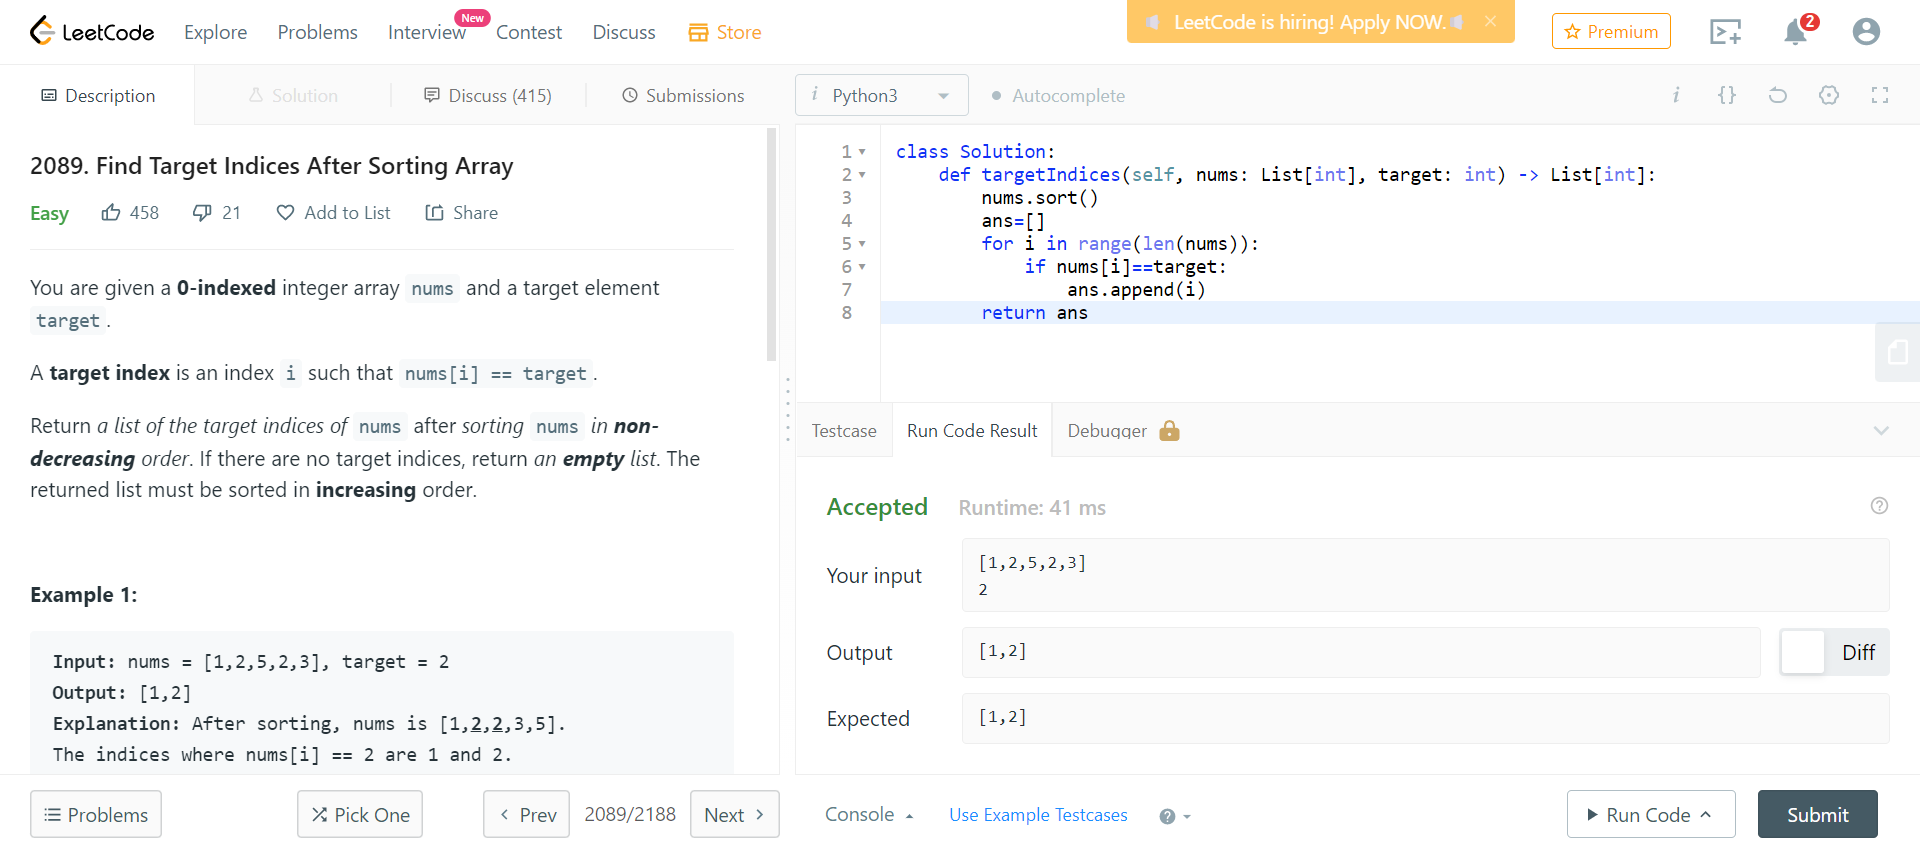 LeetCode Explore Problems Interview New Contest Discuss Store LeetCode is hiring! Apply NOW. Premium 2
Description Solution Discuss (415) Submissions i Python3 Autocomplete i {}
2089. Find Target Indices After Sorting Array
Easy 458 21 Add to List Share
You are given a 0-indexed integer array nums and a target element
target.
A target index is an index i such that nums[i] == target.
Return a list of the target indices of nums after sorting nums in non-
decreasing order. If there are no target indices, return an empty list. The
returned list must be sorted in increasing order.
Example 1:
Input: nums = [1,2,5,2,3], target = 2
Output: [1,2]
Explanation: After sorting, nums is [1,2,2,3,5].
The indices where nums[i] == 2 are 1 and 2.
1 class Solution:
2 def targetIndices(self, nums: List[int], target: int) -> List[int]:
3 nums.sort()
4 ans=[]
5 for i in range(len(nums)):
6 if nums[i]==target:
7 ans.append(i)
8 return ans
Testcase Run Code Result Debugger
Accepted Runtime: 41 ms
Your input [1,2,5,2,3]
2
Output [1,2] Diff
Expected [1,2]
Problems Pick One Prev 2089/2188 Next Console Use Example Testcases Run Code Submit